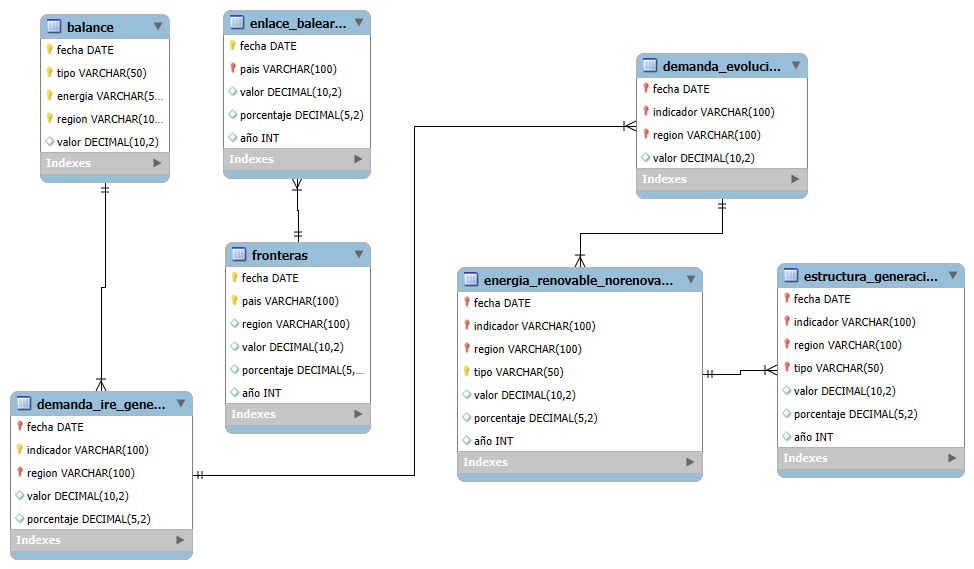 balance
fecha DATE
tipo VARCHAR(50)
energia VARCHAR(5...
region VARCHAR(10...
valor DECIMAL(10,2)
Indexes
enlace_balear...
fecha DATE
pais VARCHAR(100)
valor DECIMAL(10,2)
porcentaje DECIMAL(5,2)
año INT
Indexes
demanda_evoluci...
fecha DATE
indicador VARCHAR(100)
region VARCHAR(100)
valor DECIMAL(10,2)
Indexes
fronteras
fecha DATE
pais VARCHAR(100)
region VARCHAR(100)
valor DECIMAL(10,2)
porcentaje DECIMAL(5,...
año INT
Indexes
energia_renovable_norenova...
fecha DATE
indicador VARCHAR(100)
region VARCHAR(100)
tipo VARCHAR(50)
valor DECIMAL(10,2)
porcentaje DECIMAL(5,2)
año INT
Indexes
estructura_generaci...
fecha DATE
indicador VARCHAR(100)
region VARCHAR(100)
tipo VARCHAR(50)
valor DECIMAL(10,2)
porcentaje DECIMAL(5,2)
año INT
Indexes
demanda_ire_gene...
fecha DATE
indicador VARCHAR(100)
region VARCHAR(100)
valor DECIMAL(10,2)
porcentaje DECIMAL(5,2)
Indexes